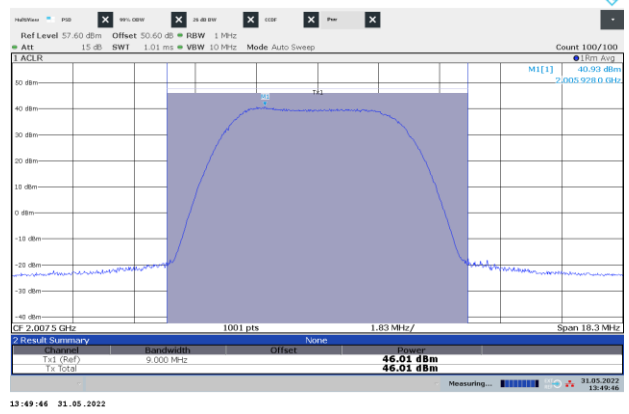 MultiView PSD X 99% OBW X 26 dB BW X CCDF X Pwr X
Ref Level 57.60 dBm Offset 50.60 dB RBW 1 MHz
Att 15 dB SWT 1.01 ms VBW 10 MHz Mode Auto Sweep Count 100/100
1 ACLR 1Rm Avg
M1[1] 40.93 dBm
2.005 928 0 GHz
50 dBm
Tx1
M1
40 dBm
30 dBm
20 dBm
10 dBm
0 dBm
-10 dBm
-20 dBm
-30 dBm
-40 dBm
CF 2.0075 GHz 1001 pts 1.83 MHz/ Span 18.3 MHz
2 Result Summary None
Channel Bandwidth Offset Power
Tx1 (Ref) 9.000 MHz 46.01 dBm
Tx Total 46.01 dBm
Measuring... 31.05.2022
13:49:46
13:49:46 31.05.2022